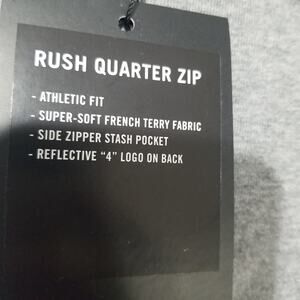 RUSH QUARTER ZIP
- ATHLETIC FIT
- SUPER-SOFT FRENCH TERRY FABRIC
- SIDE ZIPPER STASH POCKET
- REFLECTIVE “4” LOGO ON BACK